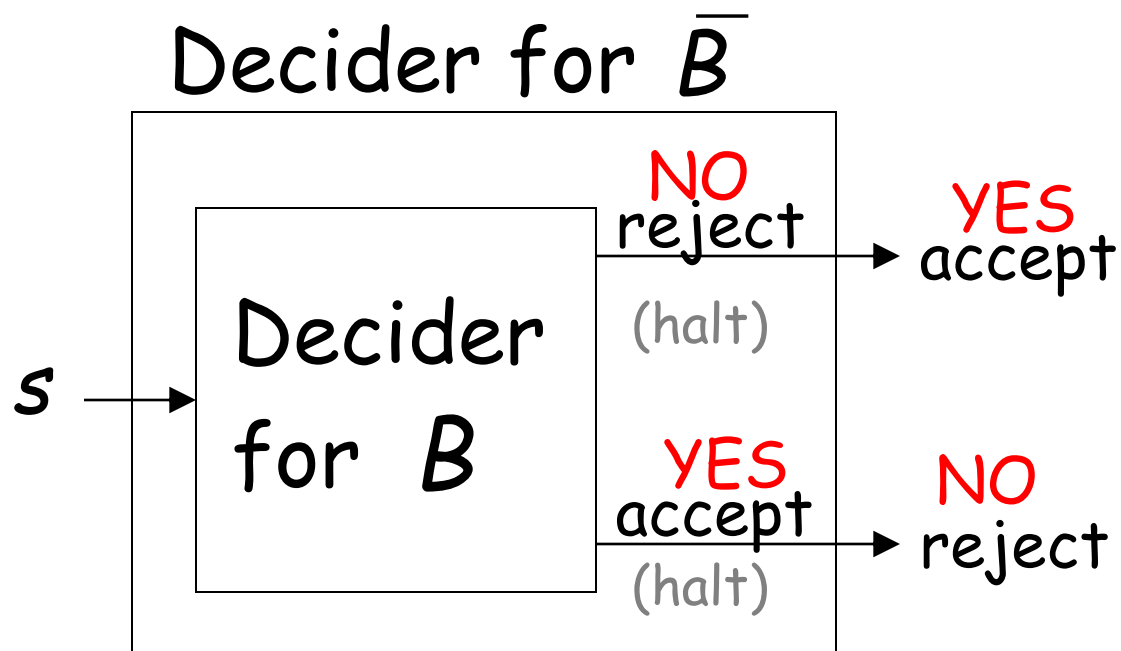 Decider for B̅
NO
reject
YES
accept
(halt)
s
Decider
for B
YES
accept
NO
reject
(halt)